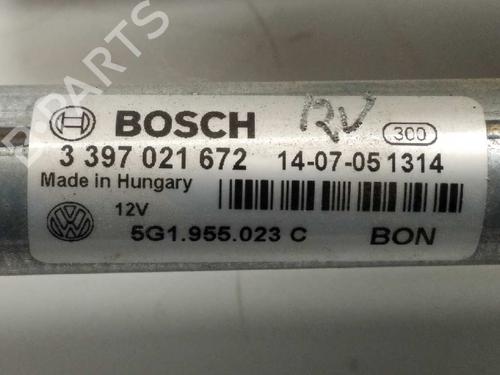 BOSCH RV 300
3 397 021 672 14-07-05 1314
Made in Hungary
12V
5G1.955.023 C BON
B-PARTS